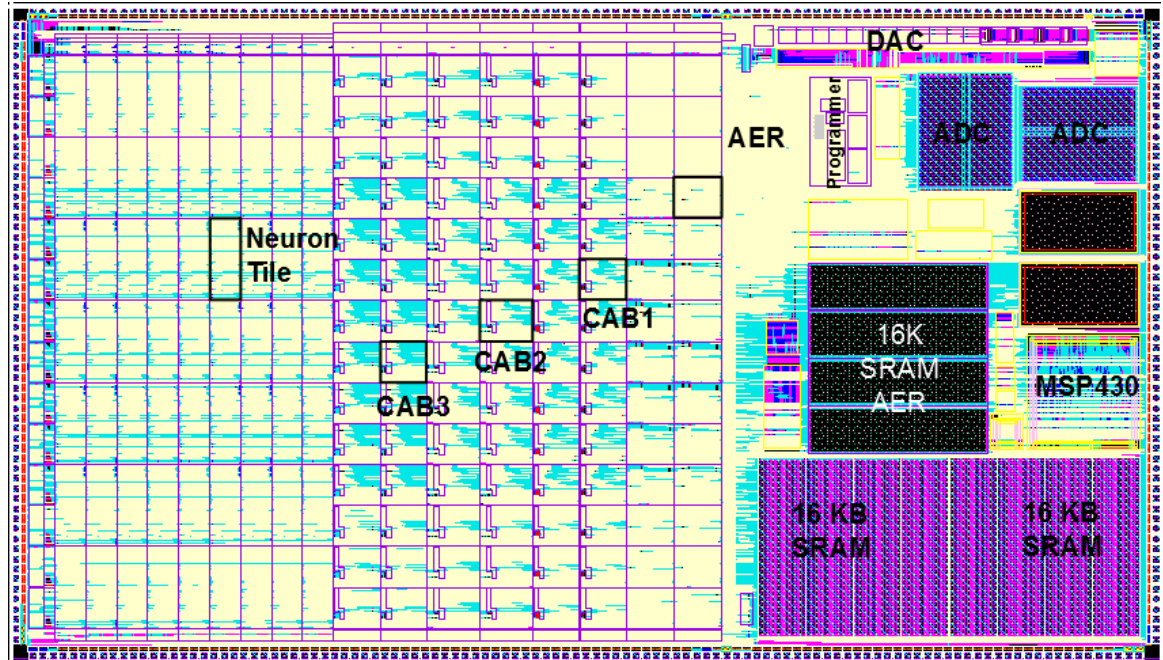 DAC
Programmer
AER
ADC
ADC
Neuron
Tile
CAB1
CAB2
CAB3
16K
SRAM
AER
MSP430
16 KB
SRAM
16 KB
SRAM